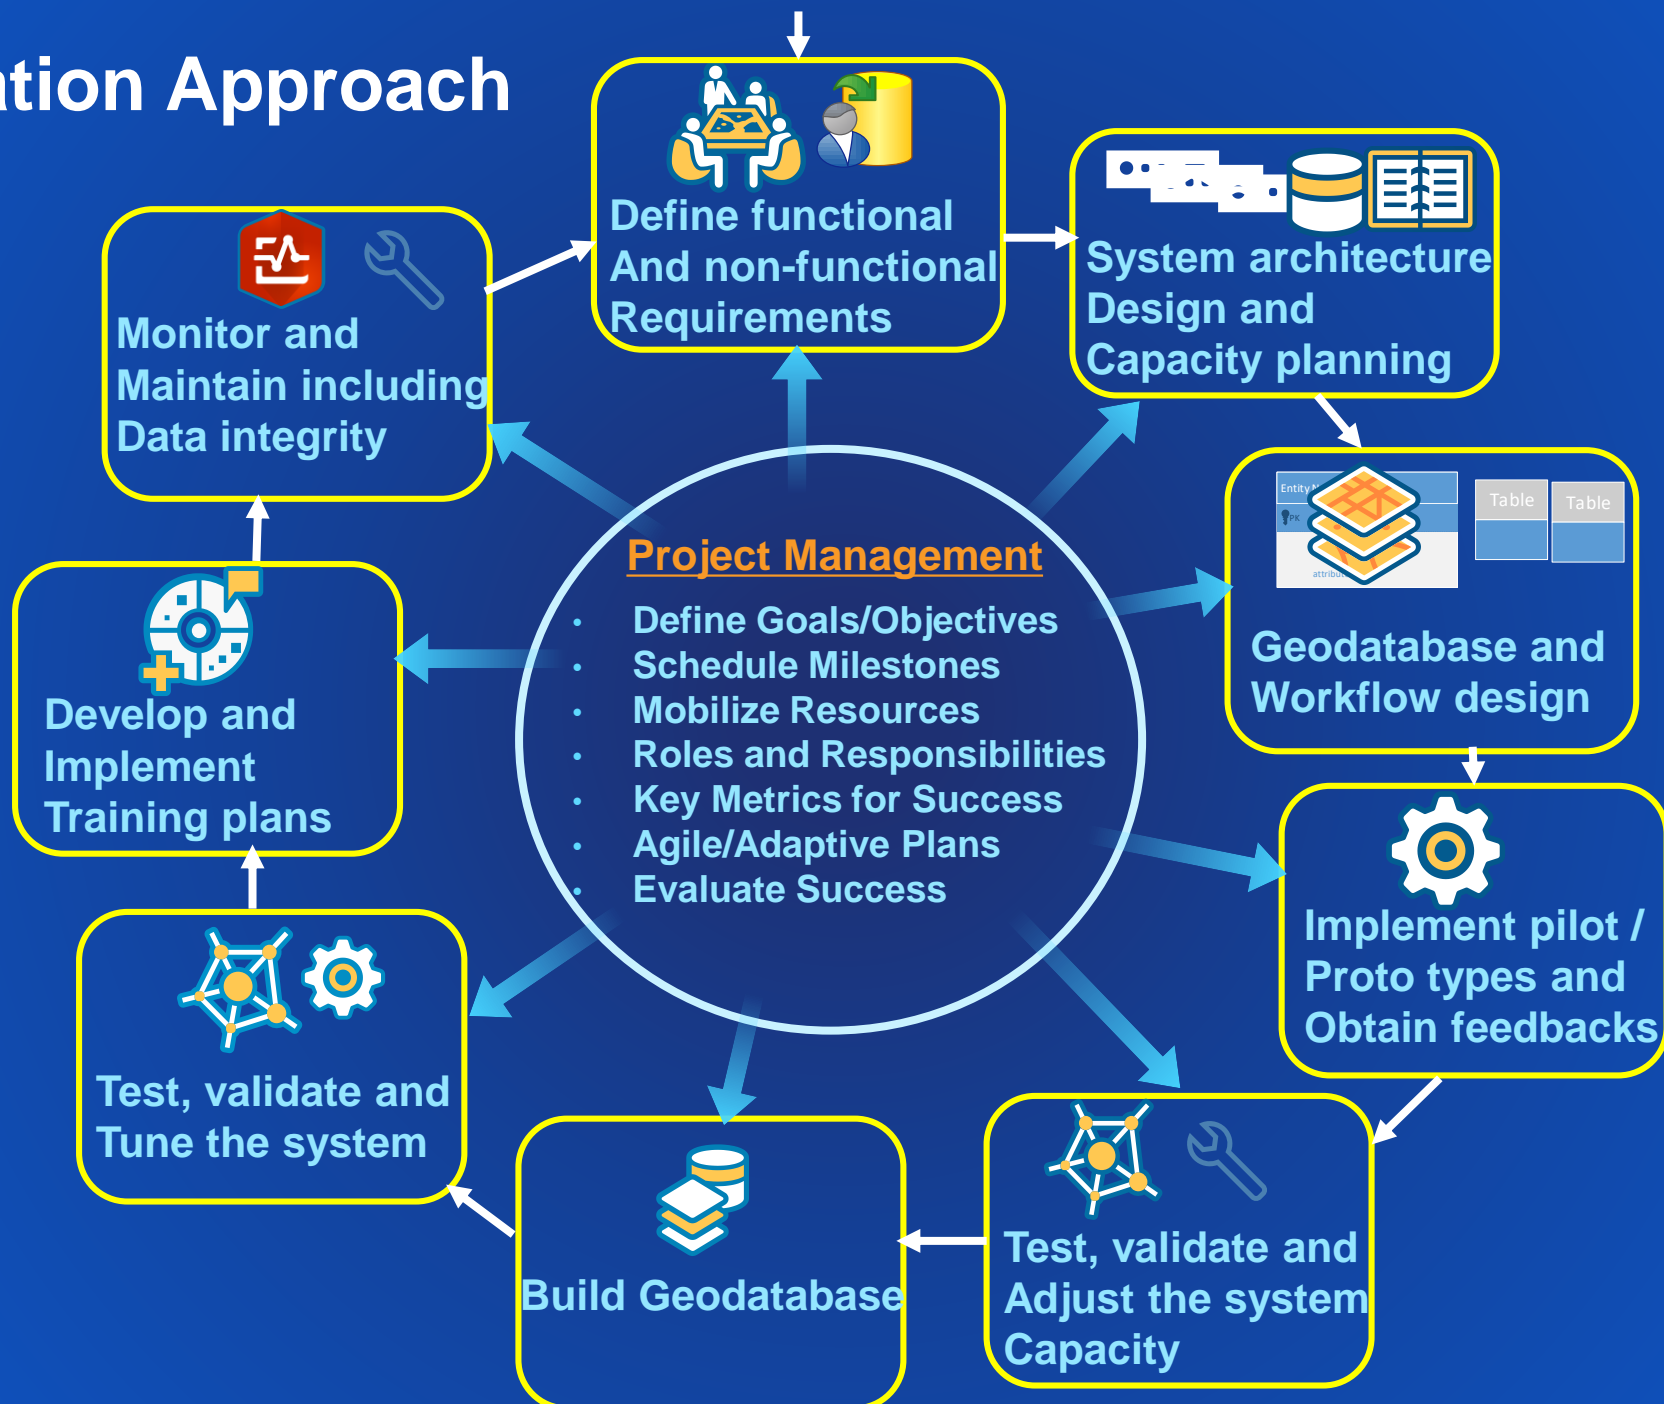 ation Approach
Define functional
And non-functional
Requirements
System architecture
Design and
Capacity planning
Monitor and
Maintain including
Data integrity
Entity
PK
Table
Table
Geodatabase and
Workflow design
Project Management
• Define Goals/Objectives
• Schedule Milestones
• Mobilize Resources
• Roles and Responsibilities
• Key Metrics for Success
• Agile/Adaptive Plans
• Evaluate Success
Develop and
Implement
Training plans
Implement pilot /
Proto types and
Obtain feedbacks
Test, validate and
Tune the system
Build Geodatabase
Test, validate and
Adjust the system
Capacity